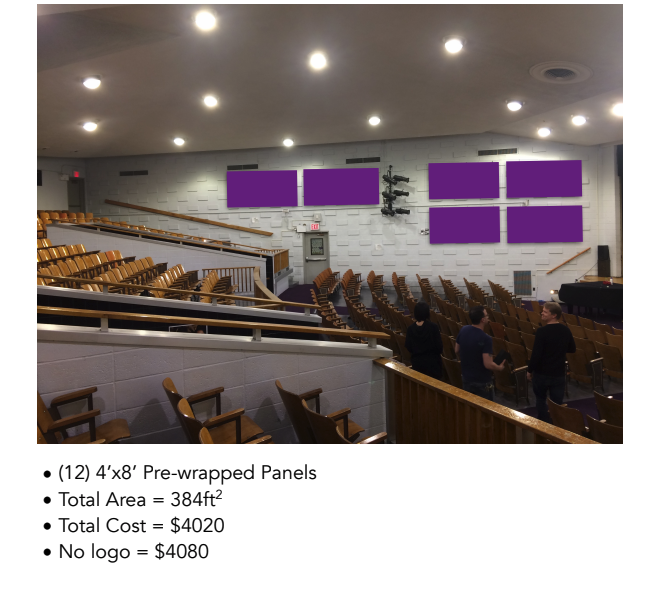 • (12) 4’x8’ Pre-wrapped Panels
• Total Area = 384ft²
• Total Cost = $4020
• No logo = $4080